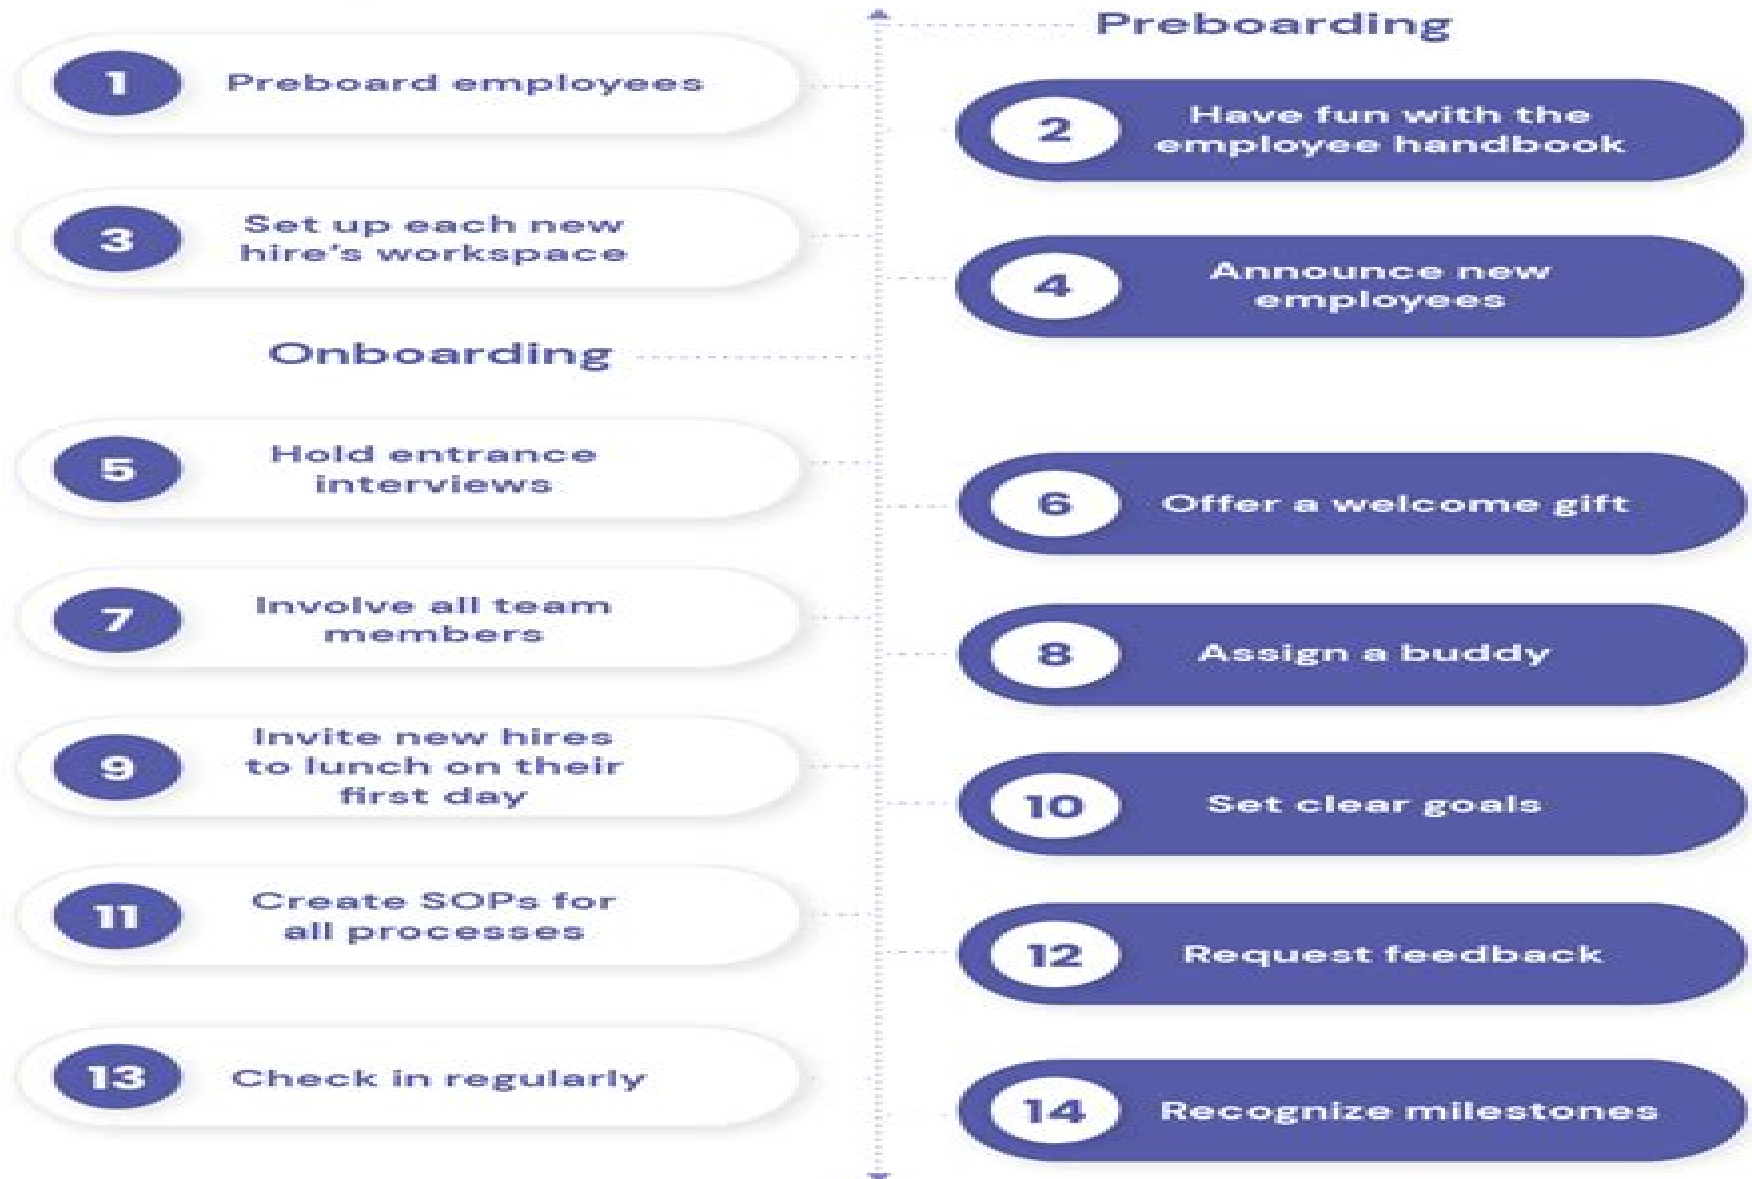 Preboarding
1
Preboard employees
2
Have fun with the
employee handbook
3
Set up each new
hire's workspace
4
Announce new
employees
Onboarding
5
Hold entrance
interviews
6
Offer a welcome gift
7
Involve all team
members
8
Assign a buddy
9
Invite new hires
to lunch on their
first day
10
Set clear goals
11
Create SOPs for
all processes
12
Request feedback
13
Check in regularly
14
Recognize milestones